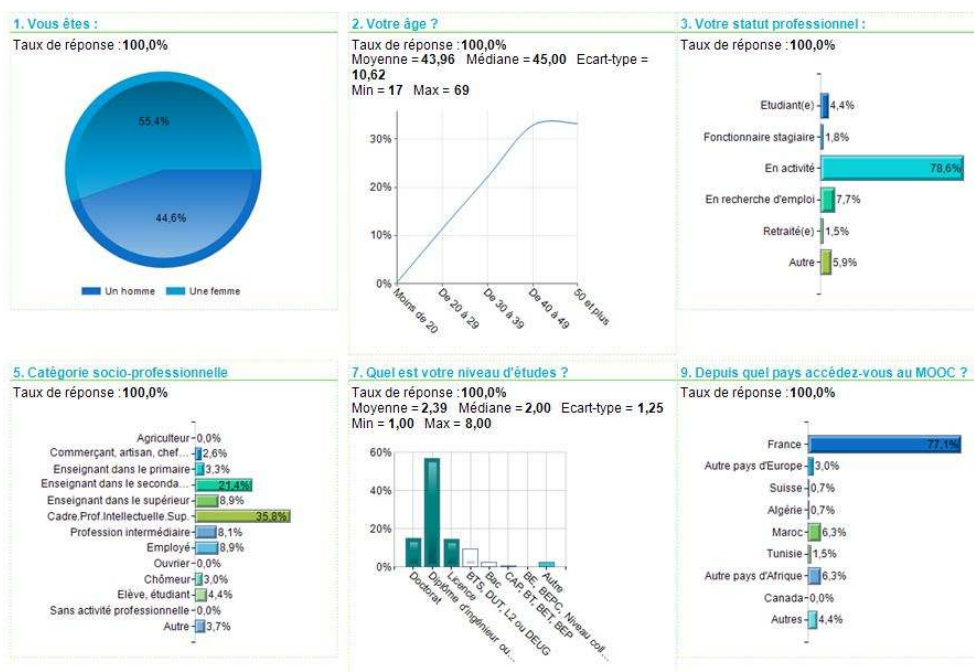 1. Vous êtes :
Taux de réponse : 100,0%
55,4%
44,6%
Un homme Une femme
2. Votre âge ?
Taux de réponse : 100,0%
Moyenne = 43,96 Médiane = 45,00 Ecart-type =
10,62
Min = 17 Max = 69
30%
20%
10%
0%
Moins de 20
De 20 à 29
De 30 à 39
De 40 à 49
50 et plus
3. Votre statut professionnel :
Taux de réponse : 100,0%
Etudiant(e) 4,4%
Fonctionnaire stagiaire 1,8%
En activité 78,6%
En recherche d'emploi 7,7%
Retraité(e) 1,5%
Autre 5,9%
5. Catégorie socio-professionnelle
Taux de réponse : 100,0%
Agriculteur 0,0%
Commerçant, artisan, chef... 2,6%
Enseignant dans le primaire 3,3%
Enseignant dans le seconda... 21,4%
Enseignant dans le supérieur 8,9%
Cadre.Prof.Intellectuelle.Sup. 35,8%
Profession intermédiaire 8,1%
Employé 8,9%
Ouvrier 0,0%
Chômeur 3,0%
Elève, étudiant 4,4%
Sans activité professionnelle 0,0%
Autre 3,7%
7. Quel est votre niveau d'études ?
Taux de réponse : 100,0%
Moyenne = 2,39 Médiane = 2,00 Ecart-type = 1,25
Min = 1,00 Max = 8,00
60%
40%
20%
0%
Doctorat
Diplôme d'ingénieur ou...
Licence
BTS, DUT, L2 ou DEUG
Bac
CAP, BT, BET, BEP
BE, BEPC, Niveau coll...
Autre
9. Depuis quel pays accédez-vous au MOOC ?
Taux de réponse : 100,0%
France 77,1%
Autre pays d'Europe 3,0%
Suisse 0,7%
Algérie 0,7%
Maroc 6,3%
Tunisie 1,5%
Autre pays d'Afrique 6,3%
Canada 0,0%
Autres 4,4%